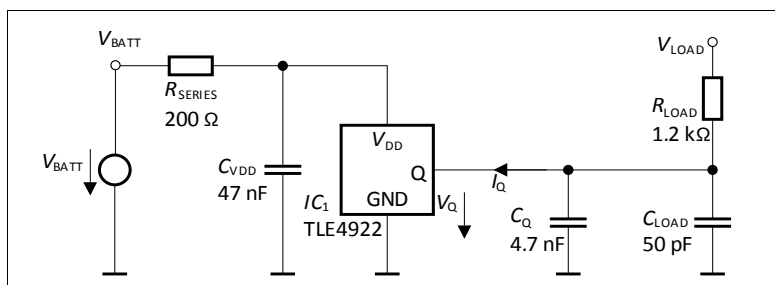 V_BATT
R_SERIES
200 Ω
V_BATT
C_VDD
47 nF
V_DD
Q
GND
IC_1
TLE4922
V_Q
I_Q
C_Q
4.7 nF
V_LOAD
R_LOAD
1.2 kΩ
C_LOAD
50 pF